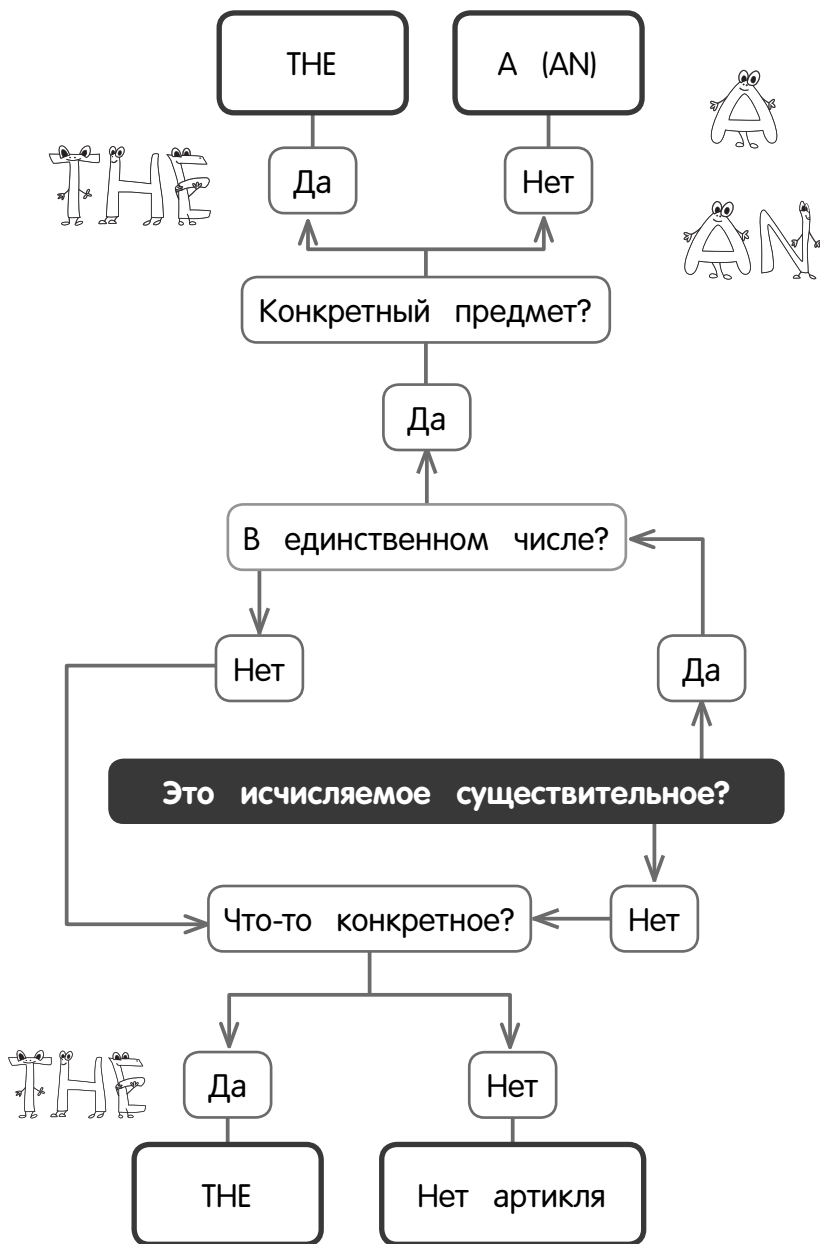 THE
A (AN)
A
THE
Да
Нет
AN
Конкретный предмет?
Да
В единственном числе?
Нет
Да
Это исчисляемое существительное?
Что-то конкретное?
Нет
THE
Да
Нет
THE
Нет артикля